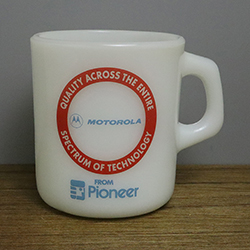 QUALITY ACROSS THE ENTIRE
MOTOROLA
SPECTRUM OF TECHNOLOGY
FROM
Pioneer